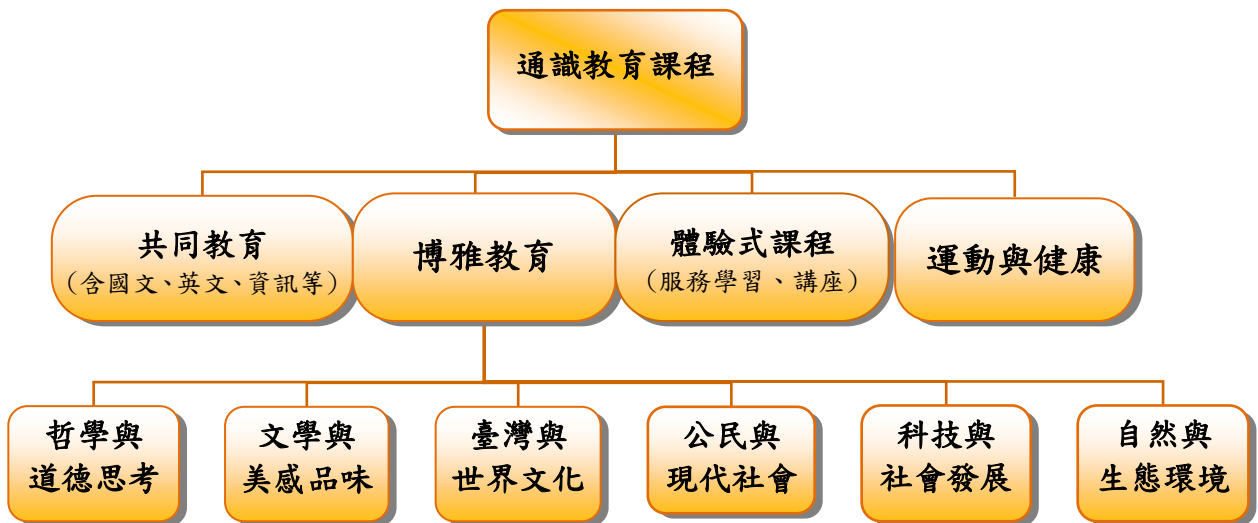 通識教育課程
共同教育
（含國文、英文、資訊等）
博雅教育
體驗式課程
（服務學習、講座）
運動與健康
哲學與
道德思考
文學與
美感品味
臺灣與
世界文化
公民與
現代社會
科技與
社會發展
自然與
生態環境